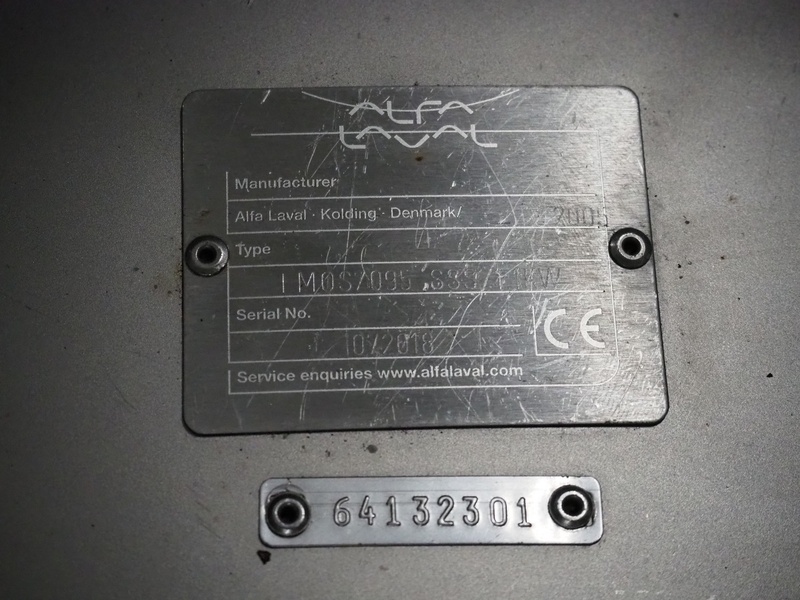 ALFA
LAVAL
Manufacturer
Alfa Laval · Kolding · Denmark/
Type
Serial No.
CE
Service enquiries www.alfalaval.com
64132301